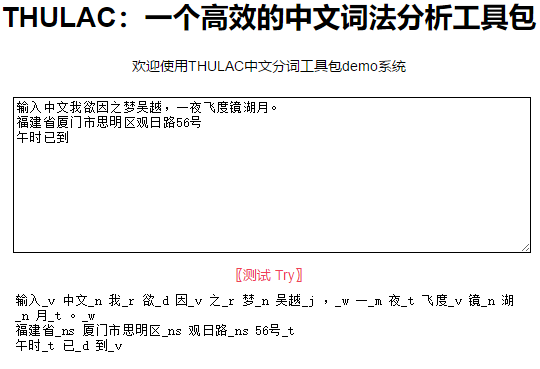 THULAC：一个高效的中文词法分析工具包
欢迎使用THULAC中文分词工具包demo系统
输入中文我欲因之梦吴越，一夜飞度镜湖月。
福建省厦门市思明区观日路56号
午时已到
〖测试 Try〗
输入_v 中文_n 我_r 欲_d 因_v 之_r 梦_n 吴越_j ，_w 一_m 夜_t 飞度_v 镜_n 湖
_n 月_t 。_w
福建省_ns 厦门市思明区_ns 观日路_ns 56号_t
午时_t 已_d 到_v